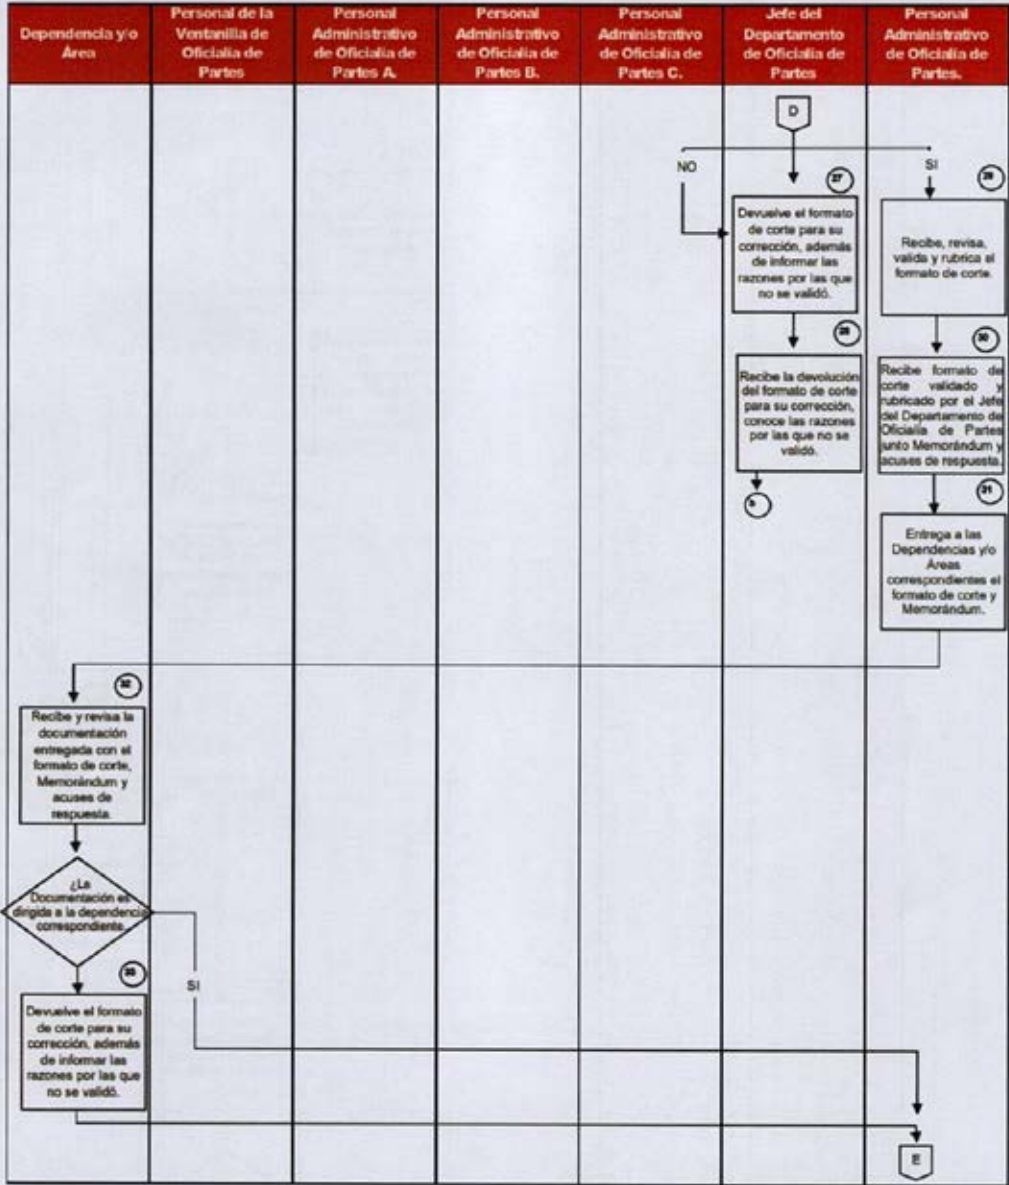 Dependencia y/o
Área
Personal de la
Ventanilla de
Oficialía de
Partes
Personal
Administrativo
de Oficialía de
Partes A.
Personal
Administrativo
de Oficialía de
Partes B.
Personal
Administrativo
de Oficialía de
Partes C.
Jefe del
Departamento
de Oficialía de
Partes
Personal
Administrativo
de Oficialía de
Partes.
D
NO
SI
27
Devuelve el formato
de corte para su
corrección, además
de informar las
razones por las que
no se validó.
Recibe, revisa,
valida y rubrica el
formato de corte.
28
Recibe la devolución
del formato de corte
para su corrección,
conoce las razones
por las que no se
validó.
30
Recibe formato de
corte validado y
rubricado por el Jefe
del Departamento de
Oficialía de Partes
junto Memorándum y
acuses de respuesta.
31
Entrega a las
Dependencias y/o
Áreas
correspondientes el
formato de corte y
Memorándum.
32
Recibe y revisa la
documentación
entregada con el
formato de corte,
Memorándum y
acuses de
respuesta.
¿La
Documentación es
dirigida a la dependencia
correspondiente.
SI
33
Devuelve el formato
de corte para su
corrección, además
de informar las
razones por las que
no se validó.
E